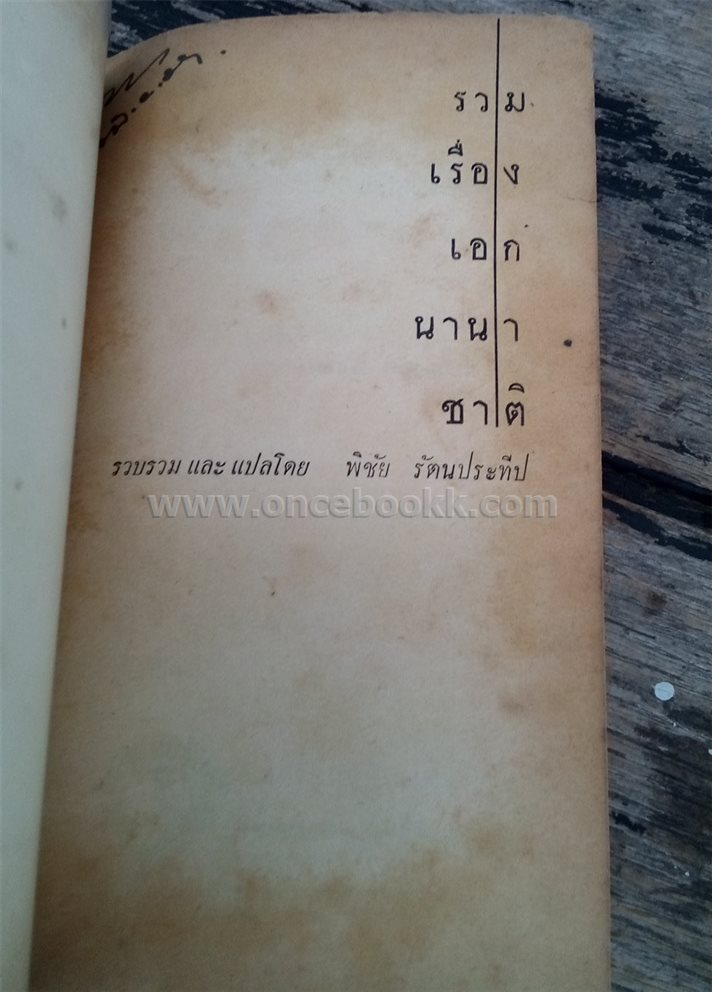 รวม
เรื่อง
เอก
นานา
ชาติ
รวบรวม และ แปลโดย พิชัย รัตนประทีป
www.oncebookk.com